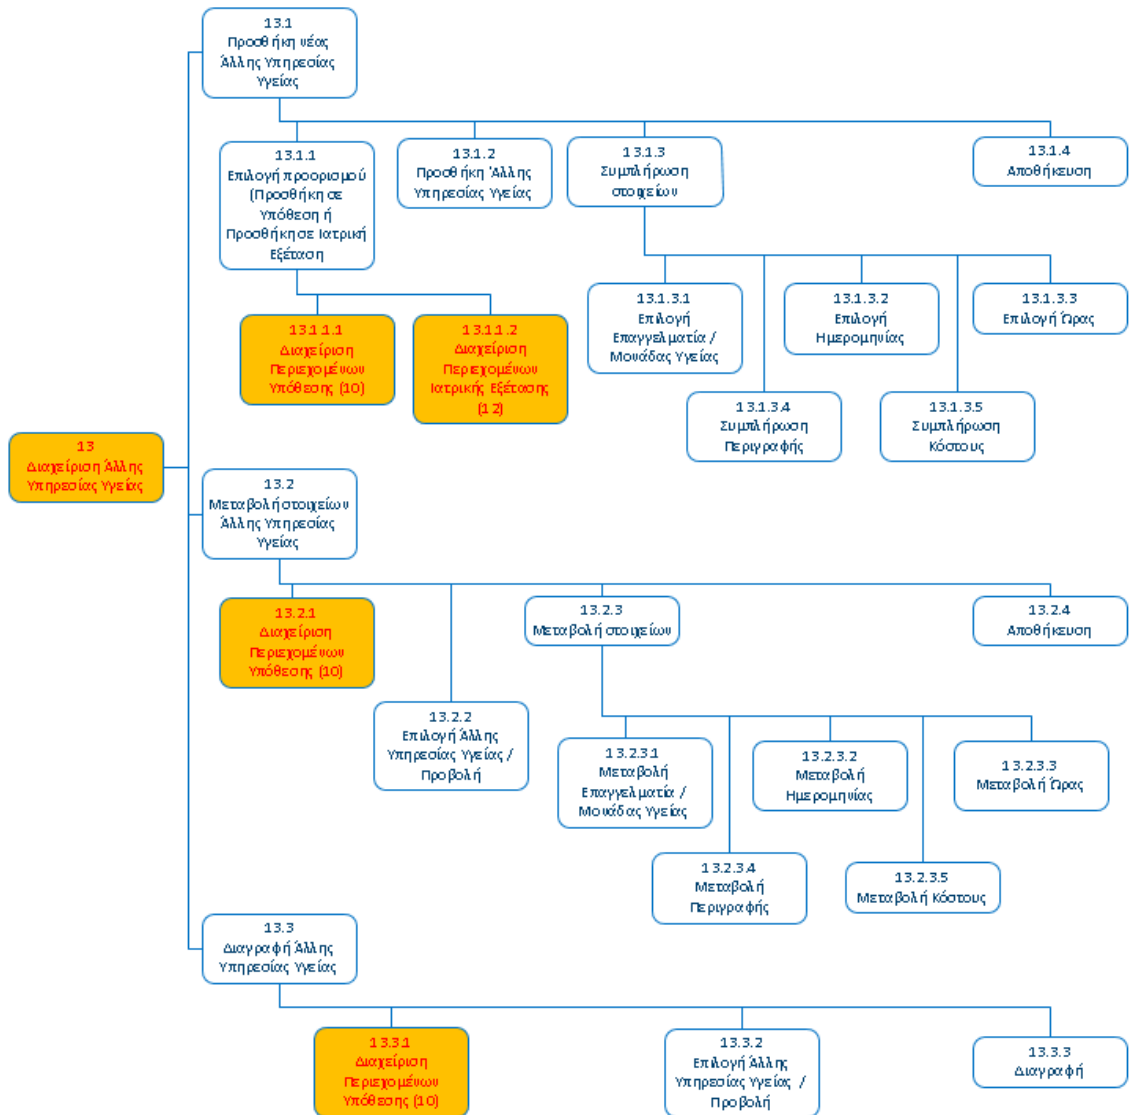 13.1
Προσθήκη νέας
Άλλης Υπηρεσίας
Υγείας
13.1.1
Επιλογή προορισμού
(Προσθήκη σε
Υπόθεση ή
Προσθήκη σε Ιατρική
Εξέταση
13.1.2
Προσθήκη Άλλης
Υπηρεσίας Υγείας
13.1.3
Συμπλήρωση
στοιχείων
13.1.4
Αποθήκευση
13.1.1.1
Διαχείριση
Περιεχομένων
Υπόθεσης (10)
13.1.1.2
Διαχείριση
Περιεχομένων
Ιατρικής Εξέτασης
(12)
13.1.3.1
Επιλογή
Επαγγελματία /
Μονάδας Υγείας
13.1.3.2
Επιλογή
Ημερομηνίας
13.1.3.3
Επιλογή Ώρας
13.1.3.4
Συμπλήρωση
Περιγραφής
13.1.3.5
Συμπλήρωση
Κόστους
13
Διαχείριση Άλλης
Υπηρεσίας Υγείας
13.2
Μεταβολή στοιχείων
Άλλης Υπηρεσίας
Υγείας
13.2.1
Διαχείριση
Περιεχομένων
Υπόθεσης (10)
13.2.2
Επιλογή Άλλης
Υπηρεσίας Υγείας /
Προβολή
13.2.3
Μεταβολή στοιχείων
13.2.4
Αποθήκευση
13.2.3.1
Μεταβολή
Επαγγελματία /
Μονάδας Υγείας
13.2.3.2
Μεταβολή
Ημερομηνίας
13.2.3.3
Μεταβολή Ώρας
13.2.3.4
Μεταβολή
Περιγραφής
13.2.3.5
Μεταβολή Κόστους
13.3
Διαγραφή Άλλης
Υπηρεσίας Υγείας
13.3.1
Διαχείριση
Περιεχομένων
Υπόθεσης (10)
13.3.2
Επιλογή Άλλης
Υπηρεσίας Υγείας /
Προβολή
13.3.3
Διαγραφή